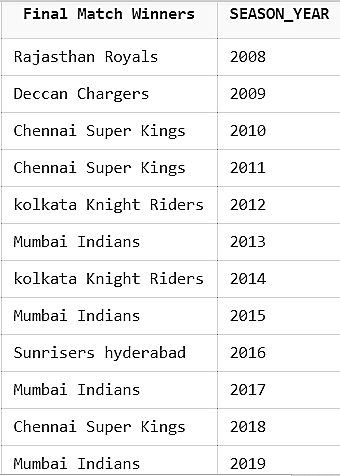 Final Match Winners SEASON_YEAR
Rajasthan Royals 2008
Deccan Chargers 2009
Chennai Super Kings 2010
Chennai Super Kings 2011
kolkata Knight Riders 2012
Mumbai Indians 2013
kolkata Knight Riders 2014
Mumbai Indians 2015
Sunrisers hyderabad 2016
Mumbai Indians 2017
Chennai Super Kings 2018
Mumbai Indians 2019